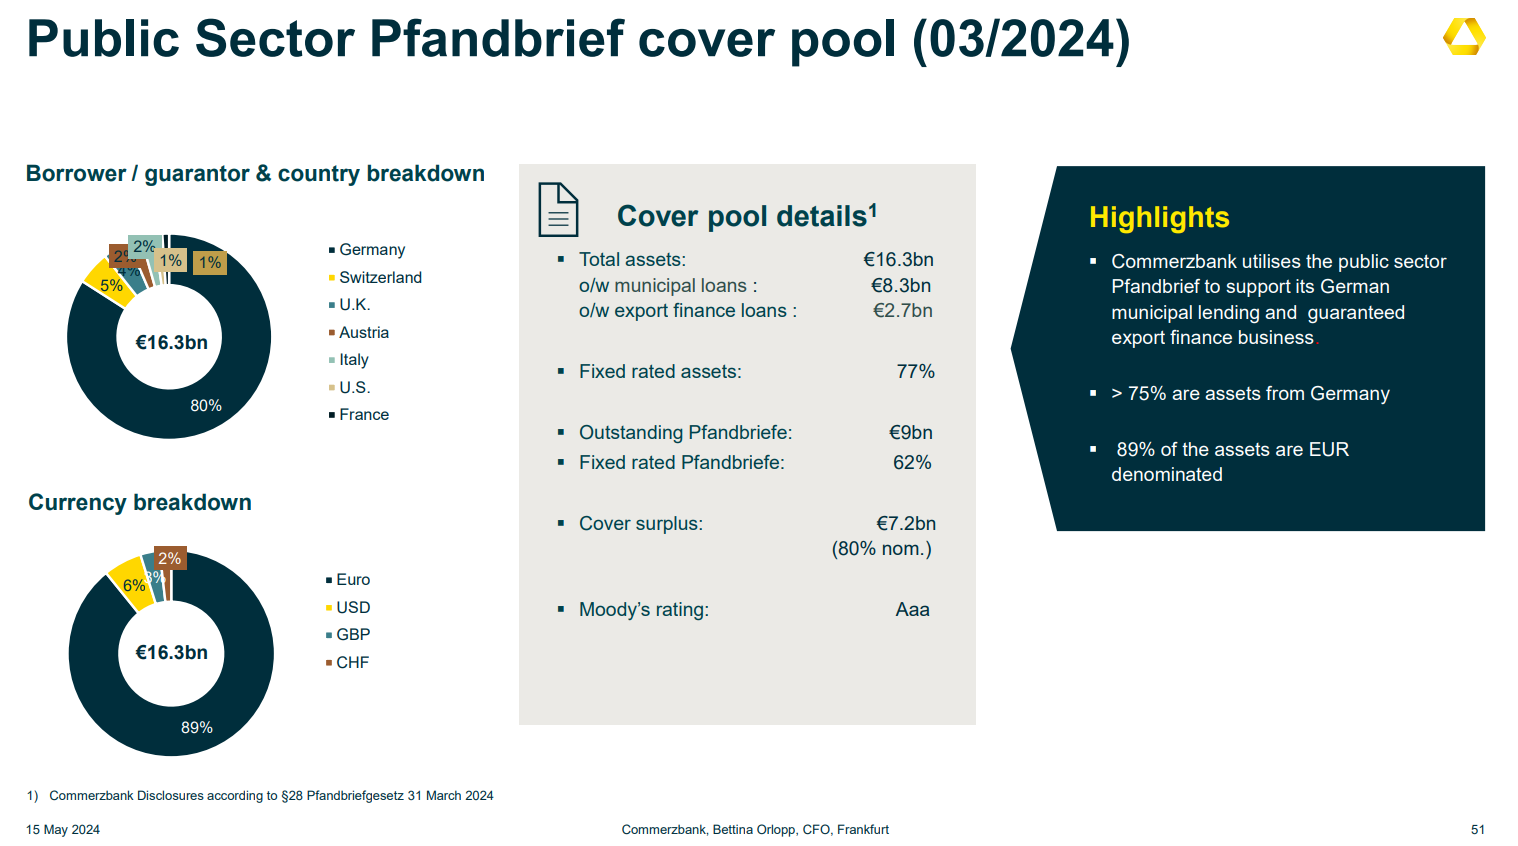 Public Sector Pfandbrief cover pool (03/2024)
Borrower / guarantor & country breakdown
2%
2%
1%
1%
4%
5%
€16.3bn
80%
Germany
Switzerland
U.K.
Austria
Italy
U.S.
France
Currency breakdown
2%
3%
6%
€16.3bn
89%
Euro
USD
GBP
CHF
Cover pool details1
Total assets: €16.3bn
o/w municipal loans : €8.3bn
o/w export finance loans : €2.7bn
Fixed rated assets: 77%
Outstanding Pfandbriefe: €9bn
Fixed rated Pfandbriefe: 62%
Cover surplus: €7.2bn
(80% nom.)
Moody’s rating: Aaa
Highlights
Commerzbank utilises the public sector
Pfandbrief to support its German
municipal lending and guaranteed
export finance business.
> 75% are assets from Germany
89% of the assets are EUR
denominated
1) Commerzbank Disclosures according to §28 Pfandbriefgesetz 31 March 2024
15 May 2024
Commerzbank, Bettina Orlopp, CFO, Frankfurt
51